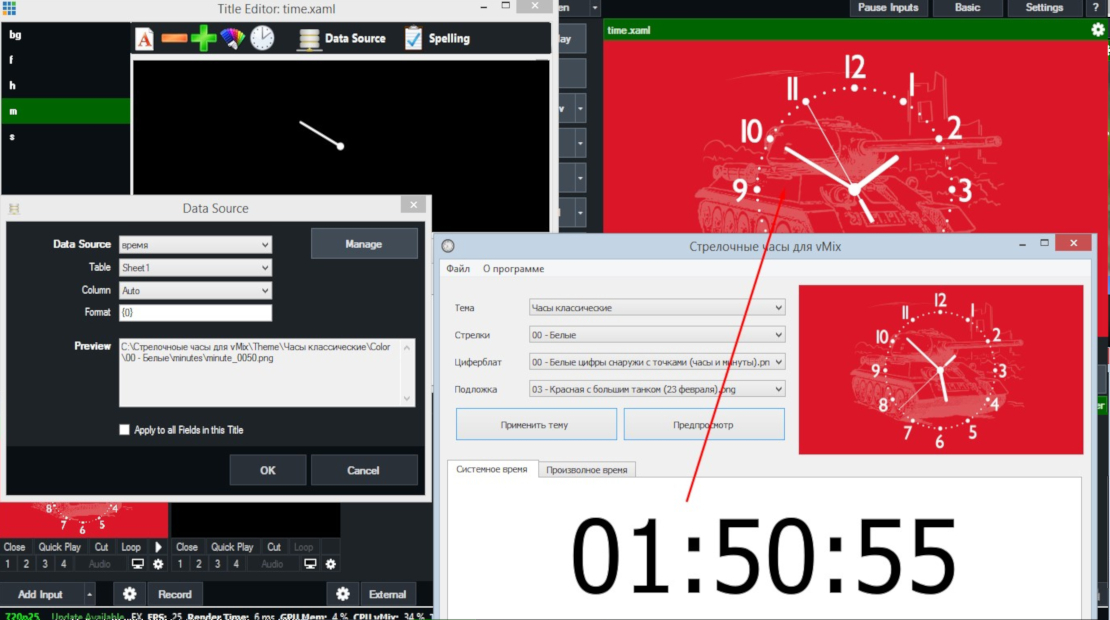 Title Editor: time.xaml
en
Pause Inputs
Basic
Settings
?
bg
f
h
m
s
A
Data Source
Spelling
time.xaml
12
11
1
10
2
9
3
Data Source
Data Source
время
Manage
Table
Sheet1
Column
Auto
Format
{0}
Preview
C:\Стрелочные часы для vMix\Theme\Часы классические\Color
\00 - Белые\minutes\minute_0050.png
Apply to all Fields in this Title
OK
Cancel
Стрелочные часы для vMix
Файл
О программе
Тема
Часы классические
Стрелки
00 - Белые
Циферблат
00 - Белые цифры снаружи с точками (часы и минуты).pn
Подложка
03 - Красная с большим танком (23 февраля).png
Применить тему
Предпросмотр
12
11
1
10
2
9
3
8
4
7
5
6
Системное время
Произвольное время
01:50:55
8
4
7
5
6
Close
Quick Play
Cut
Loop
Close
Quick Play
Cut
Loop
1
2
3
4
Audio
1
2
3
4
Audio
Add Input
Record
External
720p25
Update Available
EX
FPS: 25
Render Time: 6 ms
GPU Mem: 4 %
CPU vMix: 34 %